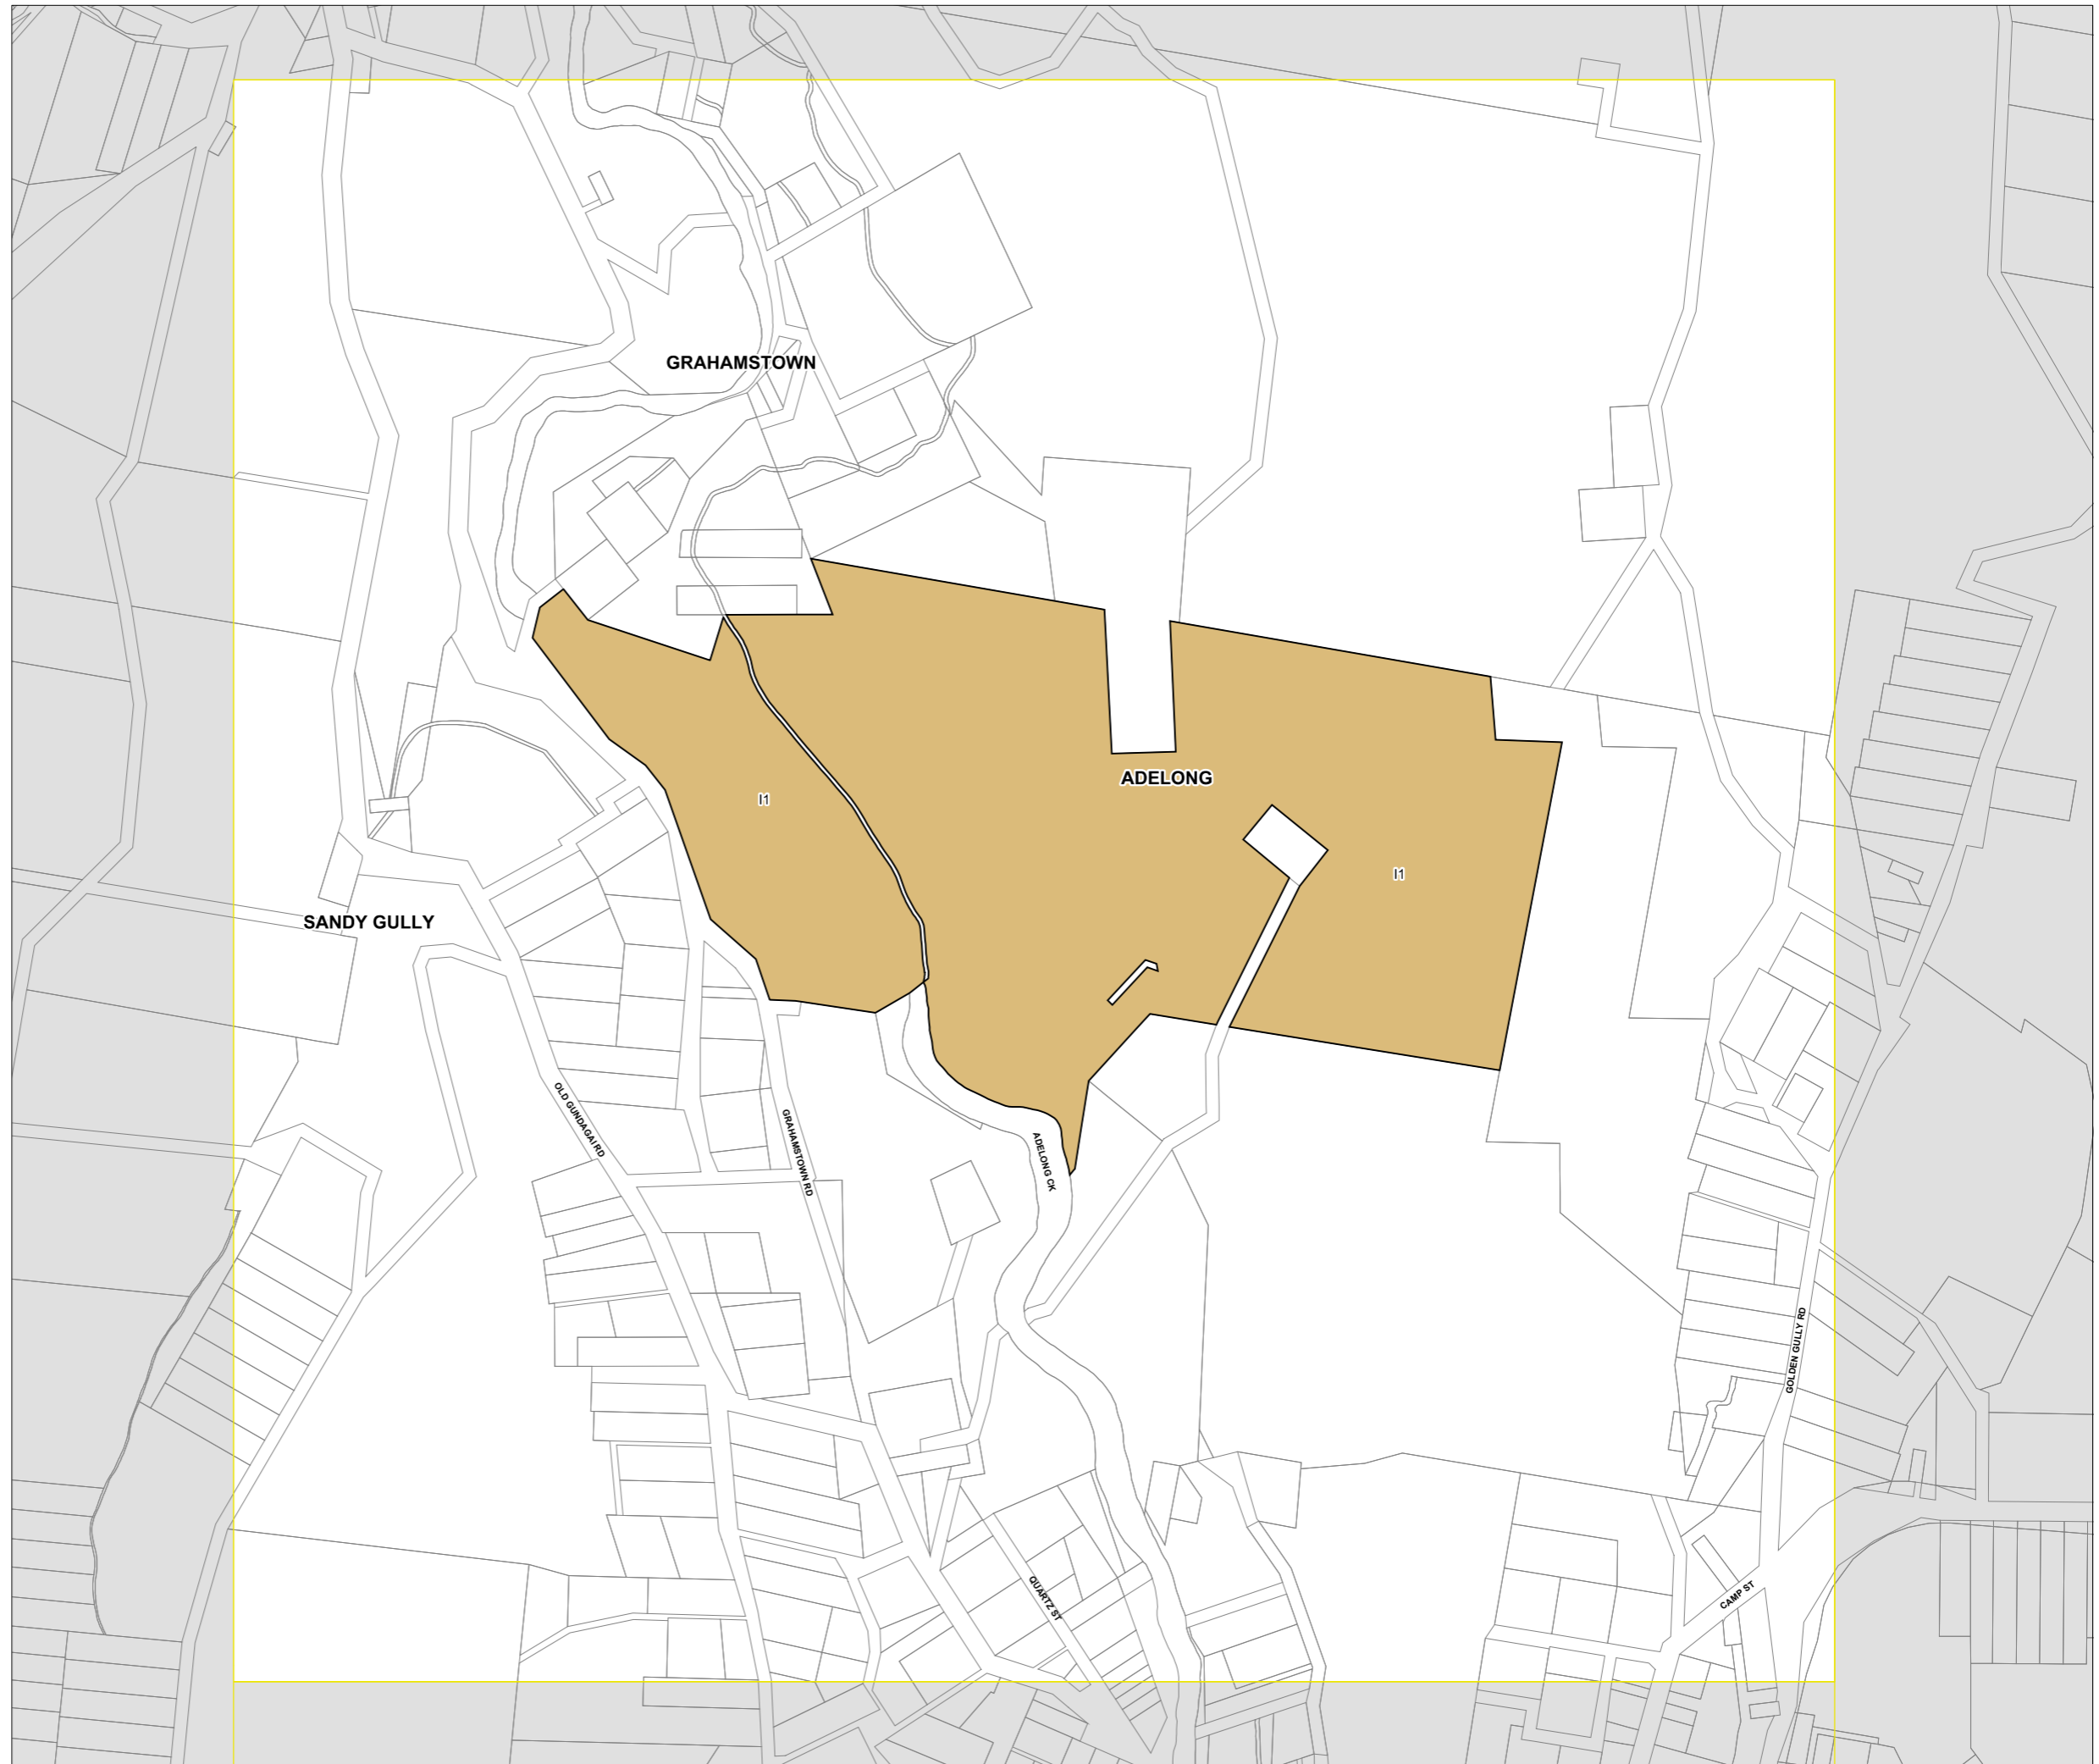 GRAHAMSTOWN
ADELONG
I1
I1
SANDY GULLY
OLD GUNDAGAI RD
GRAHAMSTOWN RD
ADELONG CK
GOLDEN GULLY RD
QUARTZ ST
CAMP ST